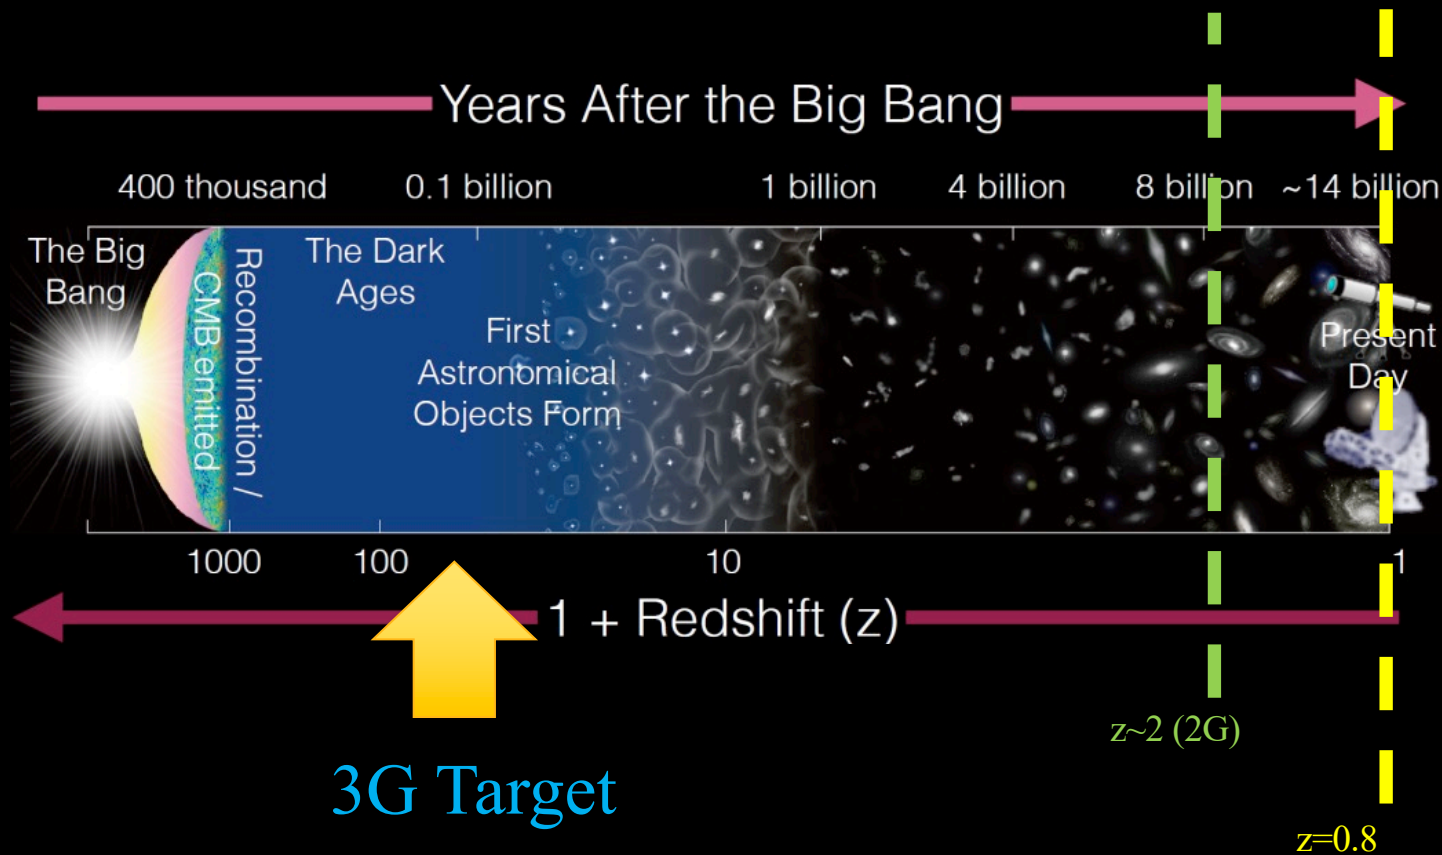 Years After the Big Bang
400 thousand
0.1 billion
1 billion
4 billion
8 billion
~14 billion
The Big
Bang
CMB emitted
Recombination /
The Dark
Ages
First
Astronomical
Objects Form
Present
Day
1000
100
10
1
1 + Redshift (z)
z~2 (2G)
3G Target
z=0.8